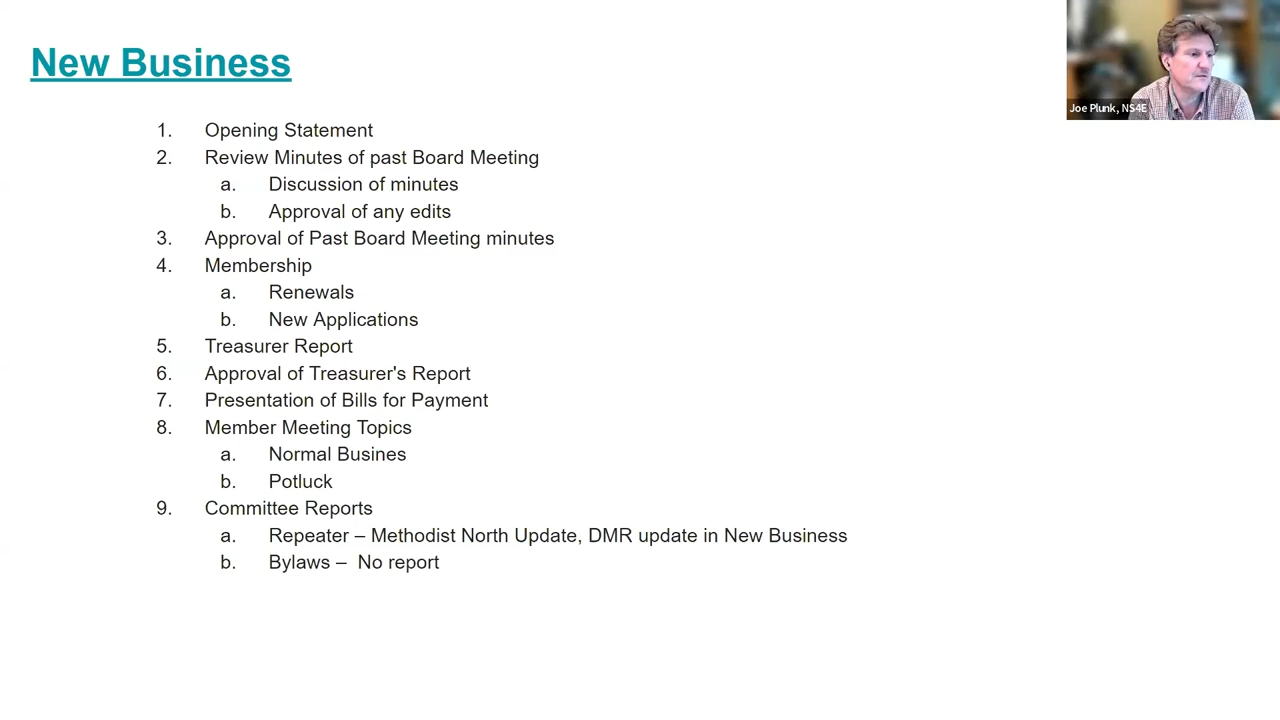 New Business
Joe Plunk, NS4E
1. Opening Statement
2. Review Minutes of past Board Meeting
a. Discussion of minutes
b. Approval of any edits
3. Approval of Past Board Meeting minutes
4. Membership
a. Renewals
b. New Applications
5. Treasurer Report
6. Approval of Treasurer's Report
7. Presentation of Bills for Payment
8. Member Meeting Topics
a. Normal Busines
b. Potluck
9. Committee Reports
a. Repeater – Methodist North Update, DMR update in New Business
b. Bylaws – No report